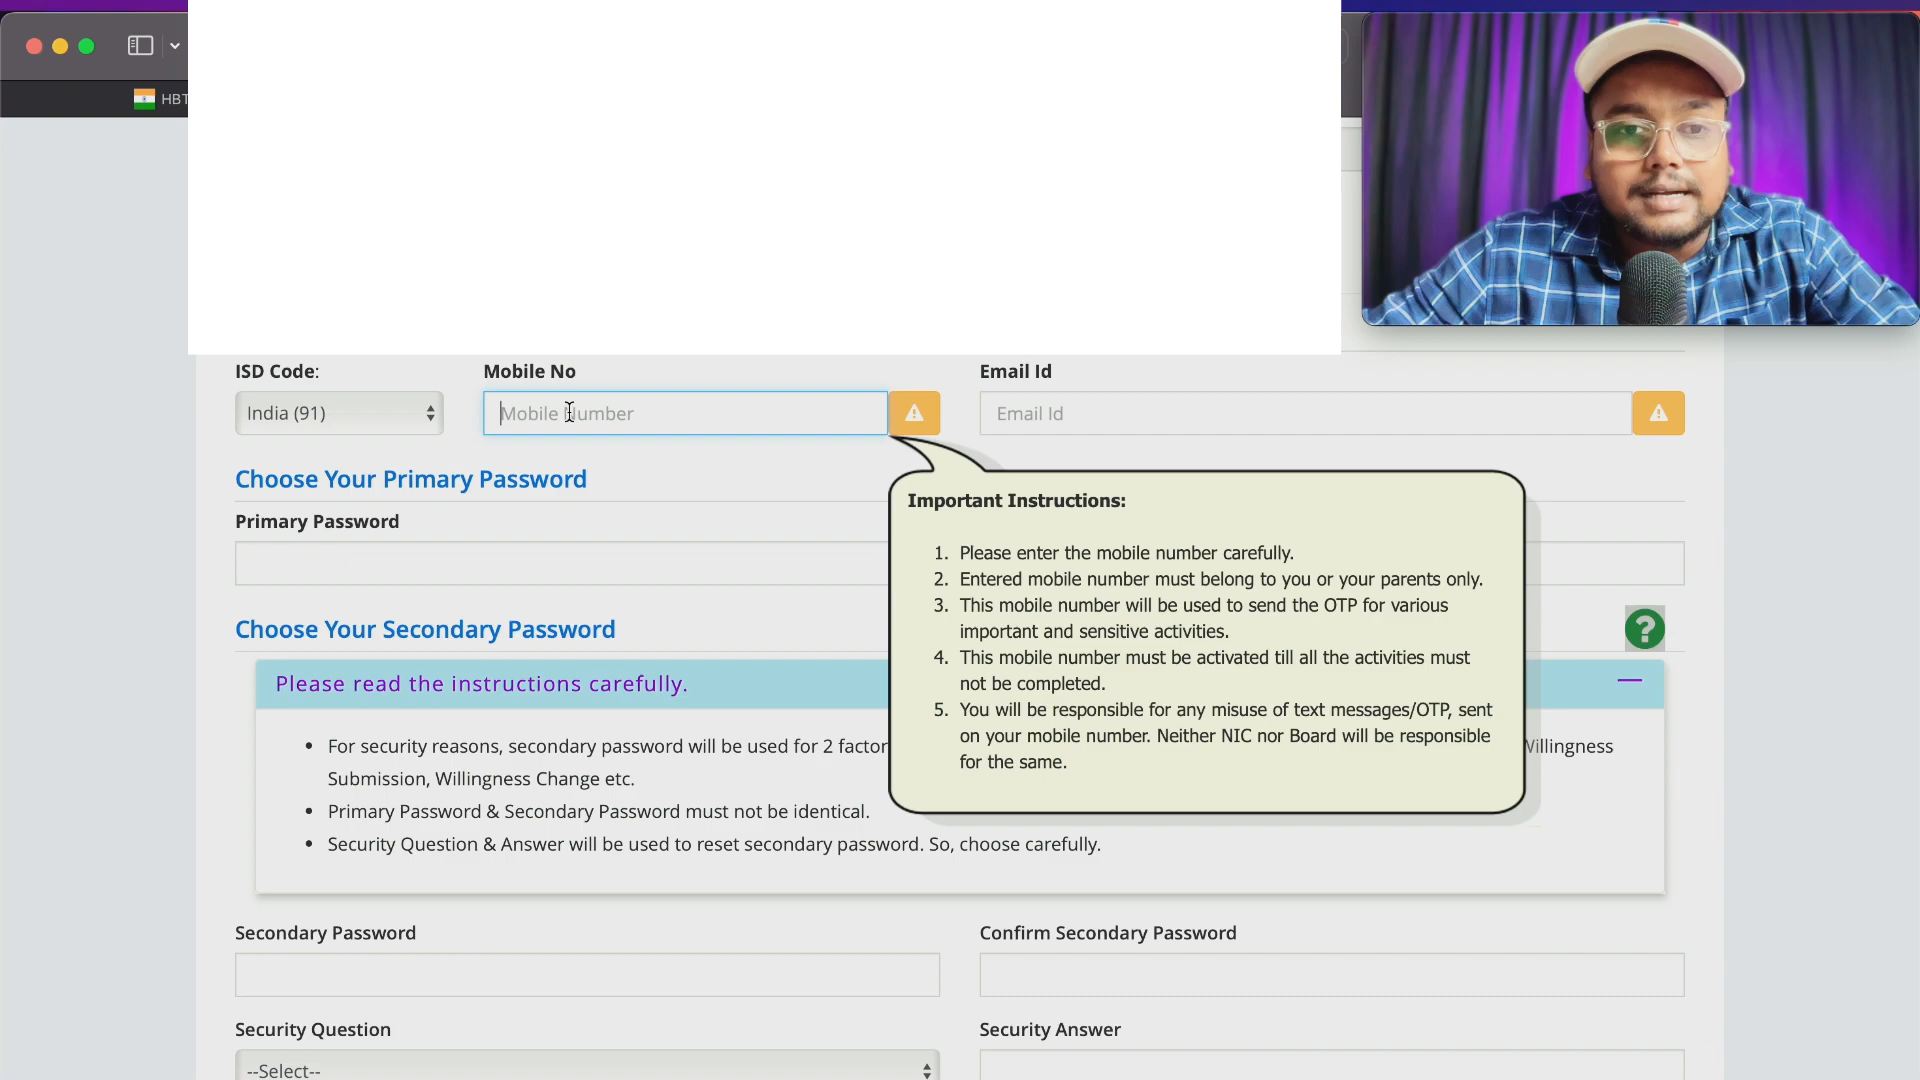 HBT
ISD Code:
Mobile No
Email Id
India (91)
Mobile Number
Email Id
Choose Your Primary Password
Primary Password
Important Instructions:
1. Please enter the mobile number carefully.
2. Entered mobile number must belong to you or your parents only.
3. This mobile number will be used to send the OTP for various
important and sensitive activities.
4. This mobile number must be activated till all the activities must
not be completed.
5. You will be responsible for any misuse of text messages/OTP, sent
on your mobile number. Neither NIC nor Board will be responsible
for the same.
Choose Your Secondary Password
?
Please read the instructions carefully.
• For security reasons, secondary password will be used for 2 factor Willingness
Submission, Willingness Change etc.
• Primary Password & Secondary Password must not be identical.
• Security Question & Answer will be used to reset secondary password. So, choose carefully.
Secondary Password
Confirm Secondary Password
Security Question
Security Answer
--Select--